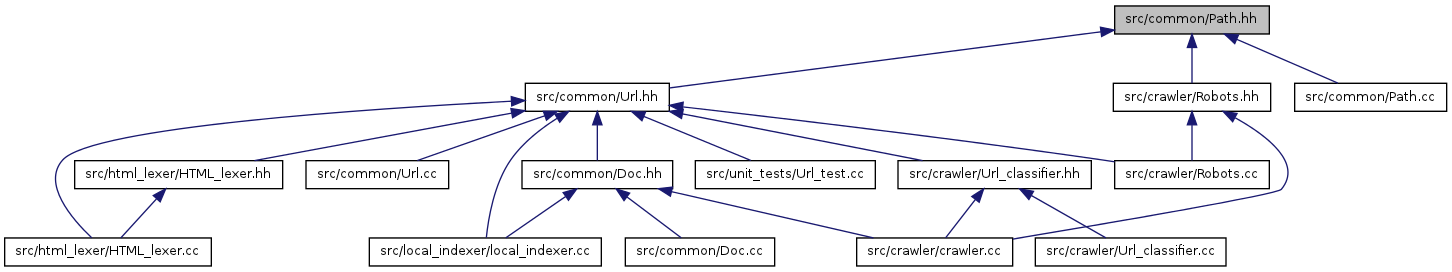 src/common/Path.hh
src/common/Url.hh
src/crawler/Robots.hh
src/common/Path.cc
src/html_lexer/HTML_lexer.hh
src/common/Url.cc
src/common/Doc.hh
src/unit_tests/Url_test.cc
src/crawler/Url_classifier.hh
src/crawler/Robots.cc
src/html_lexer/HTML_lexer.cc
src/local_indexer/local_indexer.cc
src/common/Doc.cc
src/crawler/crawler.cc
src/crawler/Url_classifier.cc